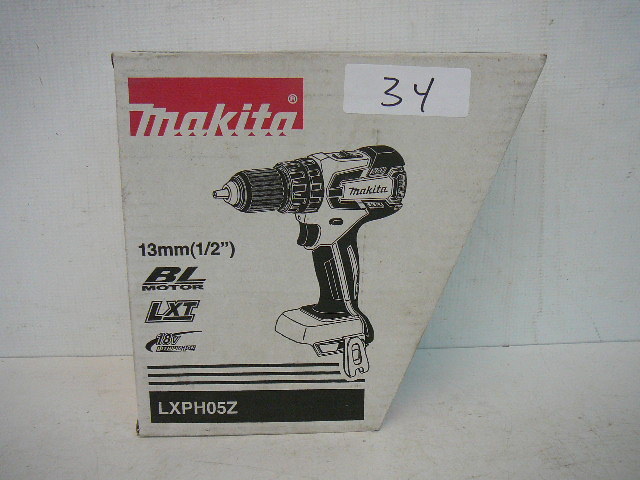 34
makita®
makita
13mm(1/2")
BL
MOTOR
LXT
18V
LXPH05Z